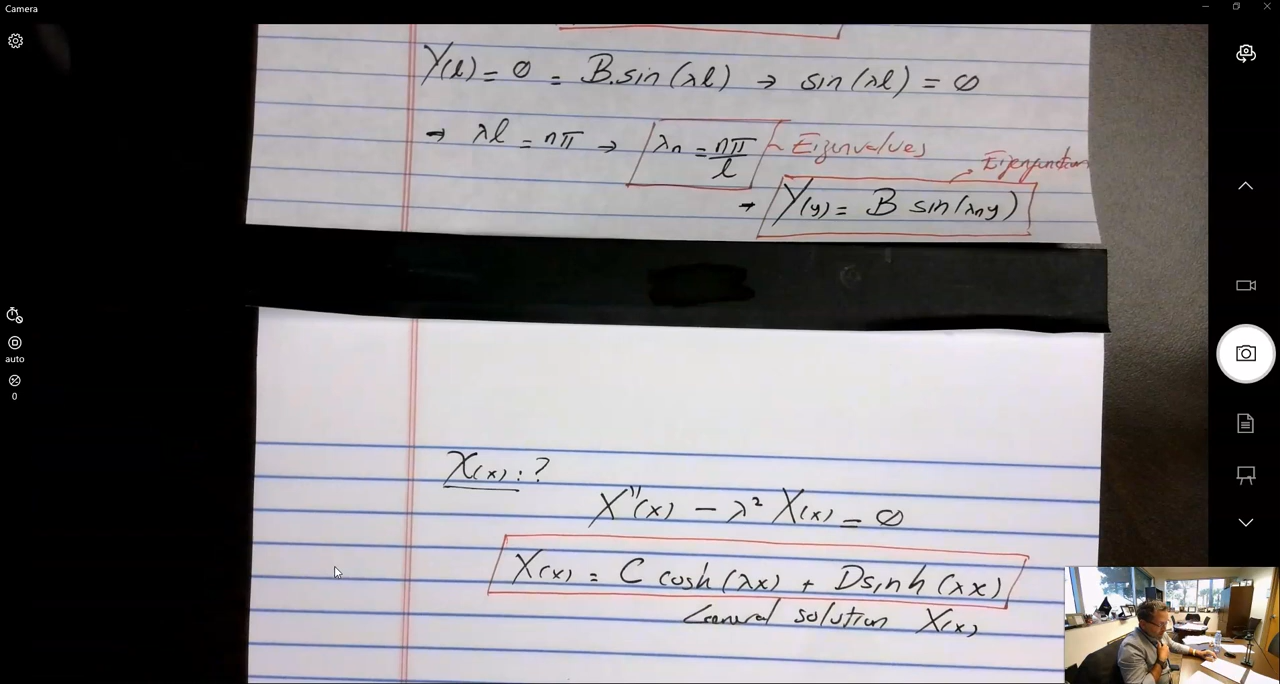 Camera
Y(l) = 0 = B.sin(λl) → sin(λl) = 0
→ λl = nπ → λn = nπ/l Eigenvalues
Eigenfunctions
→ Y(y) = B sin(λny)
auto
0
X(x) : ?
X''(x) - λ² X(x) = 0
X(x) = C cosh(λx) + D sinh(λx)
General solution X(x)